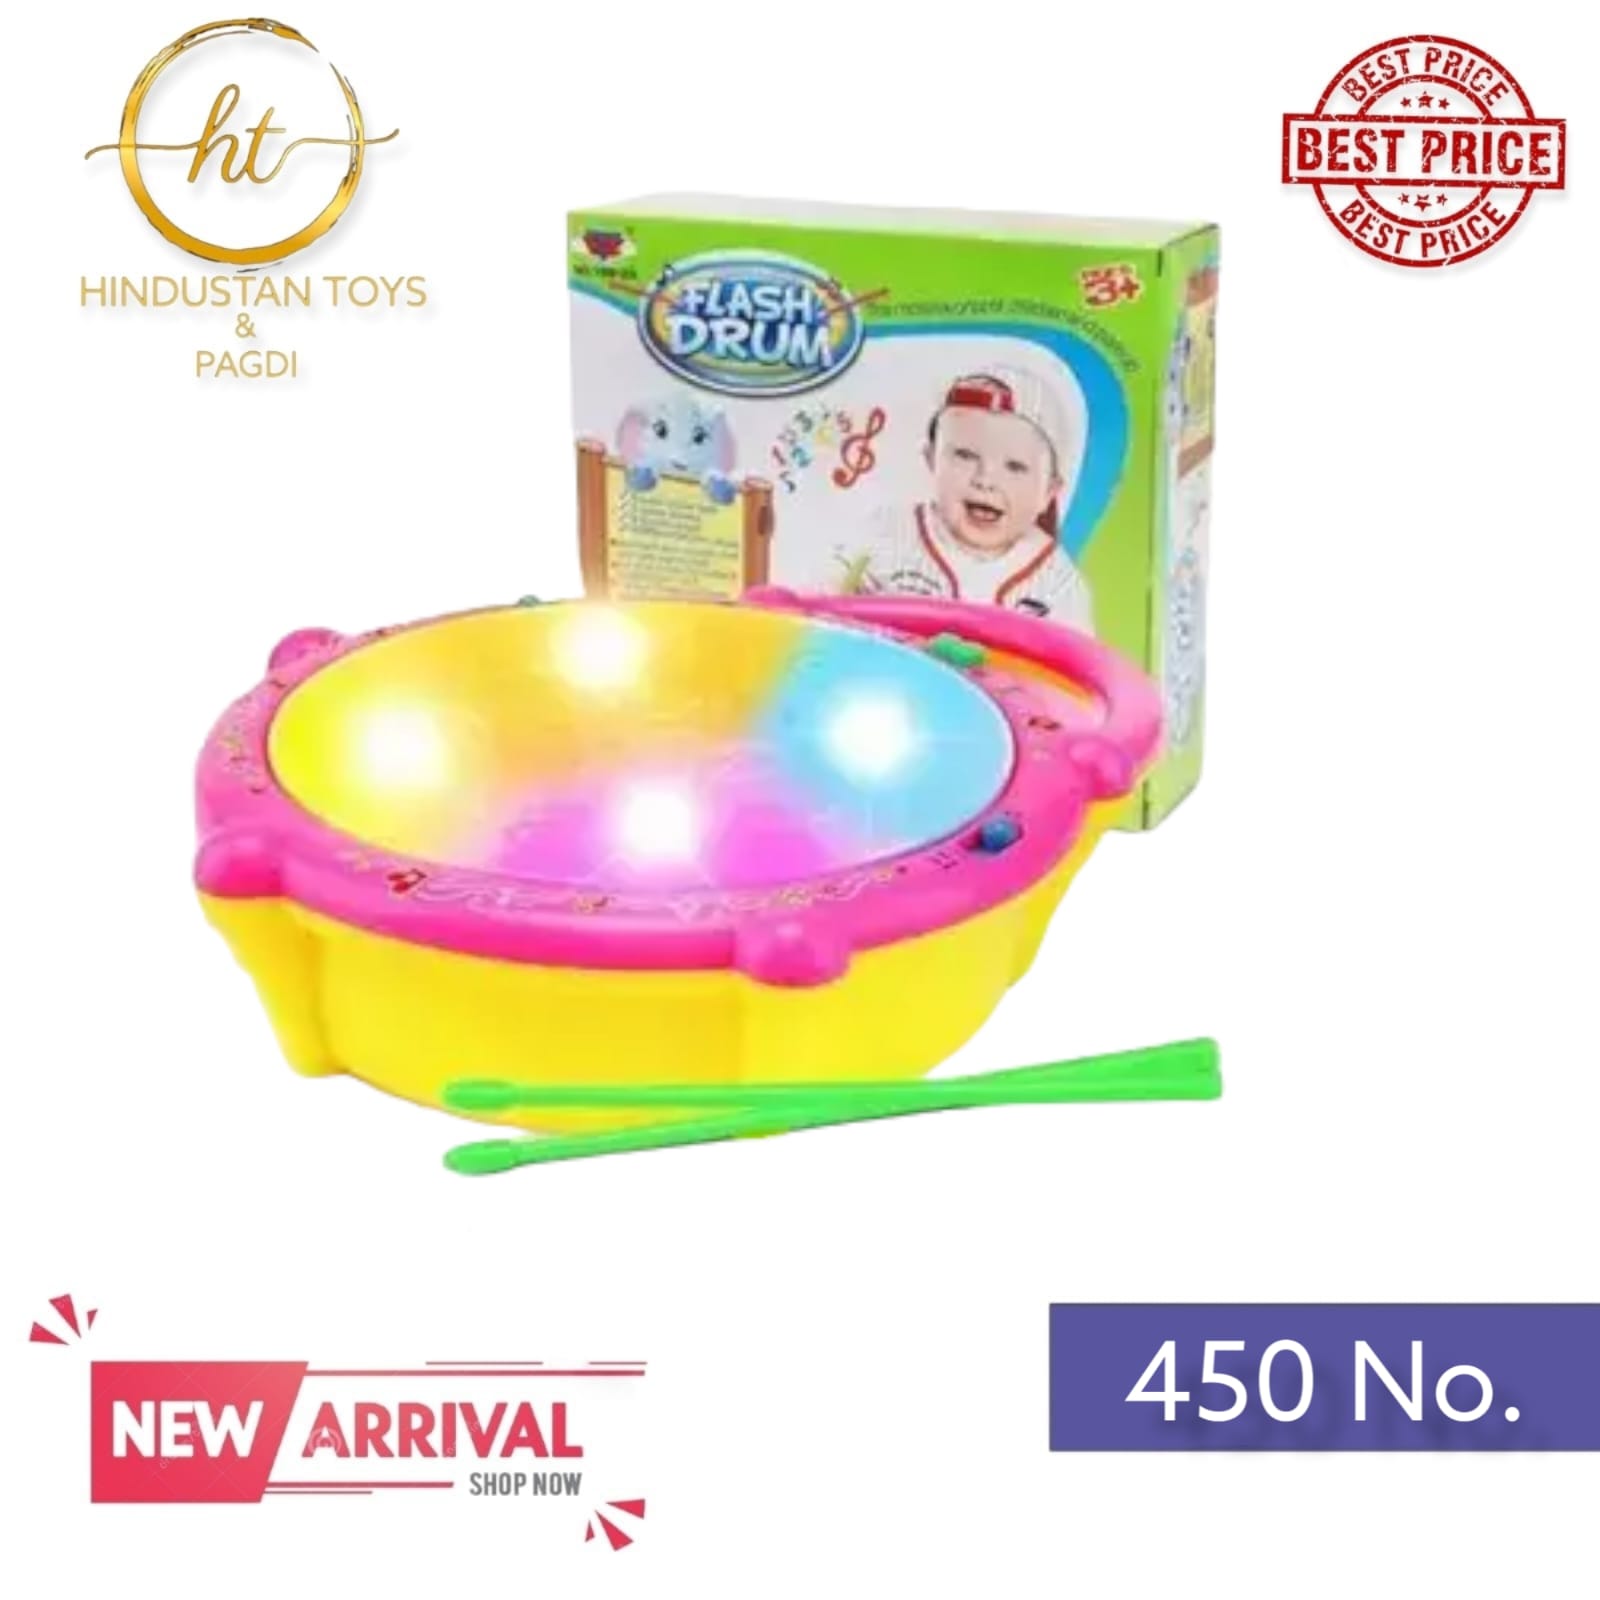 ht
HINDUSTAN TOYS
&
PAGDI
BEST PRICE
BEST PRICE
BEST PRICE
FLASH
DRUM
3+
NEW ARRIVAL
SHOP NOW
450 No.